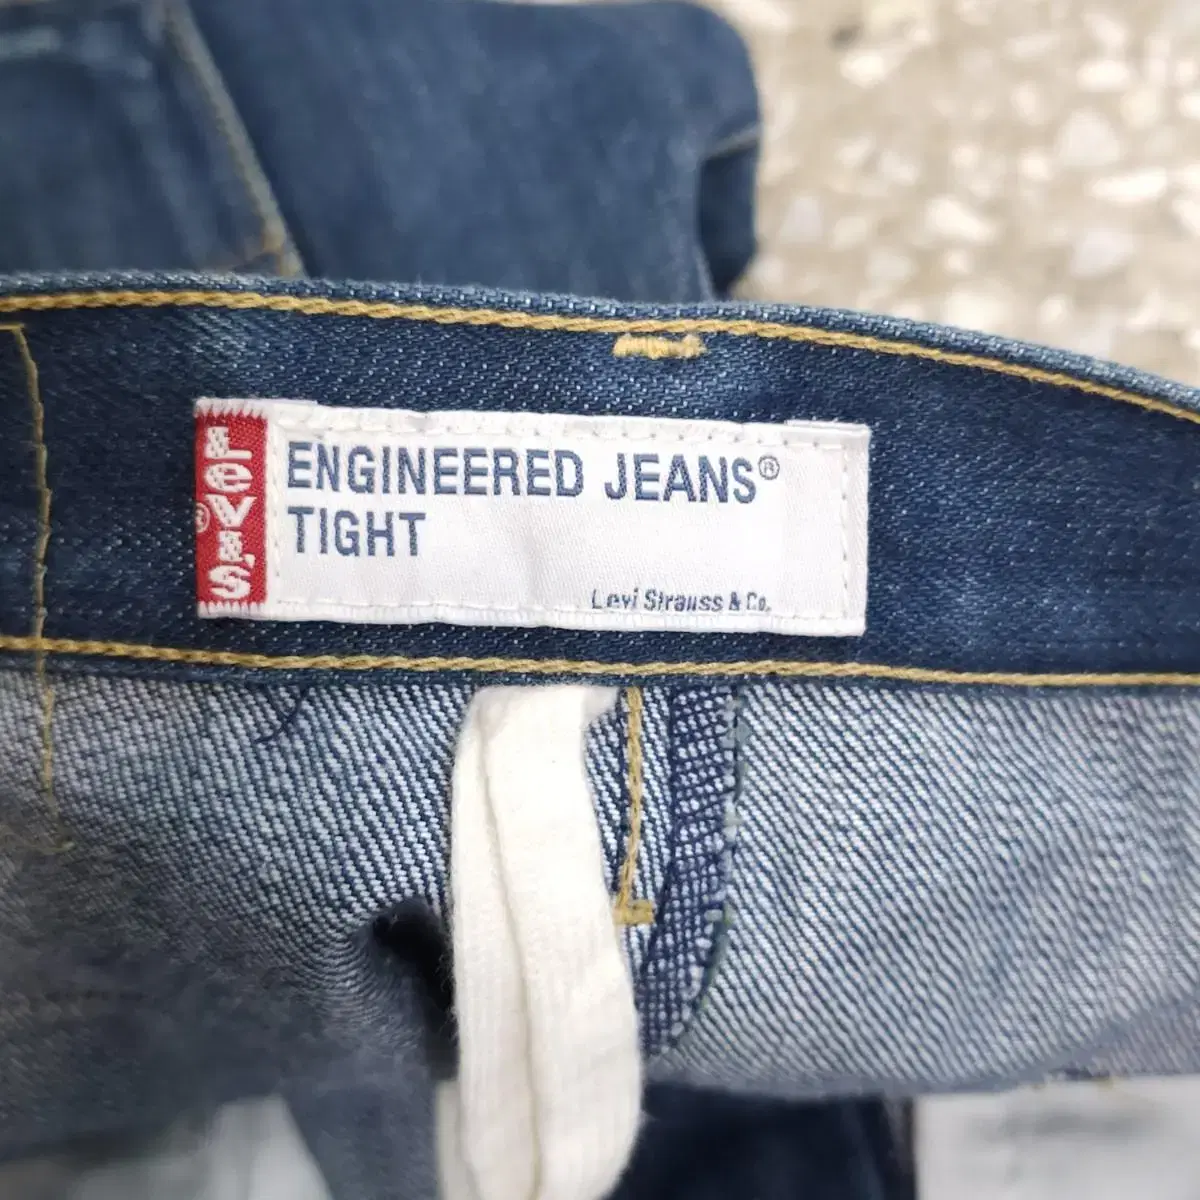 LEVI'S®
ENGINEERED JEANS®
TIGHT
Levi Strauss & Co.